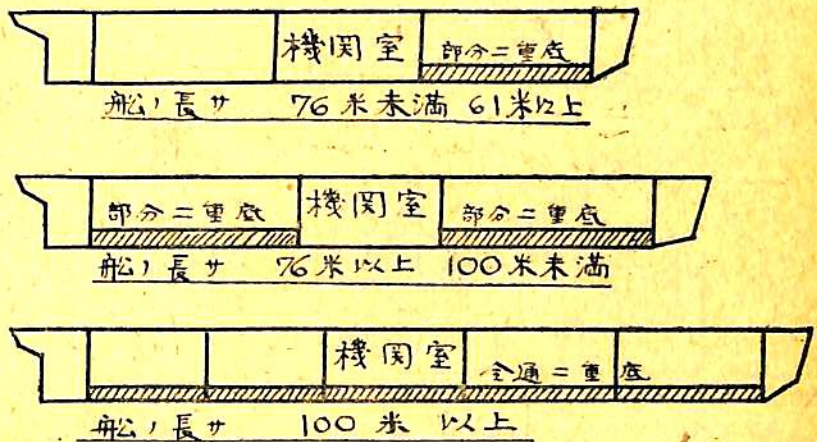 機関室 部分二重底
船ノ長サ 76米未満 61米以上
部分二重底 機関室 部分二重底
船ノ長サ 76米以上 100米未満
機関室 全通二重底
船ノ長サ 100米 以上